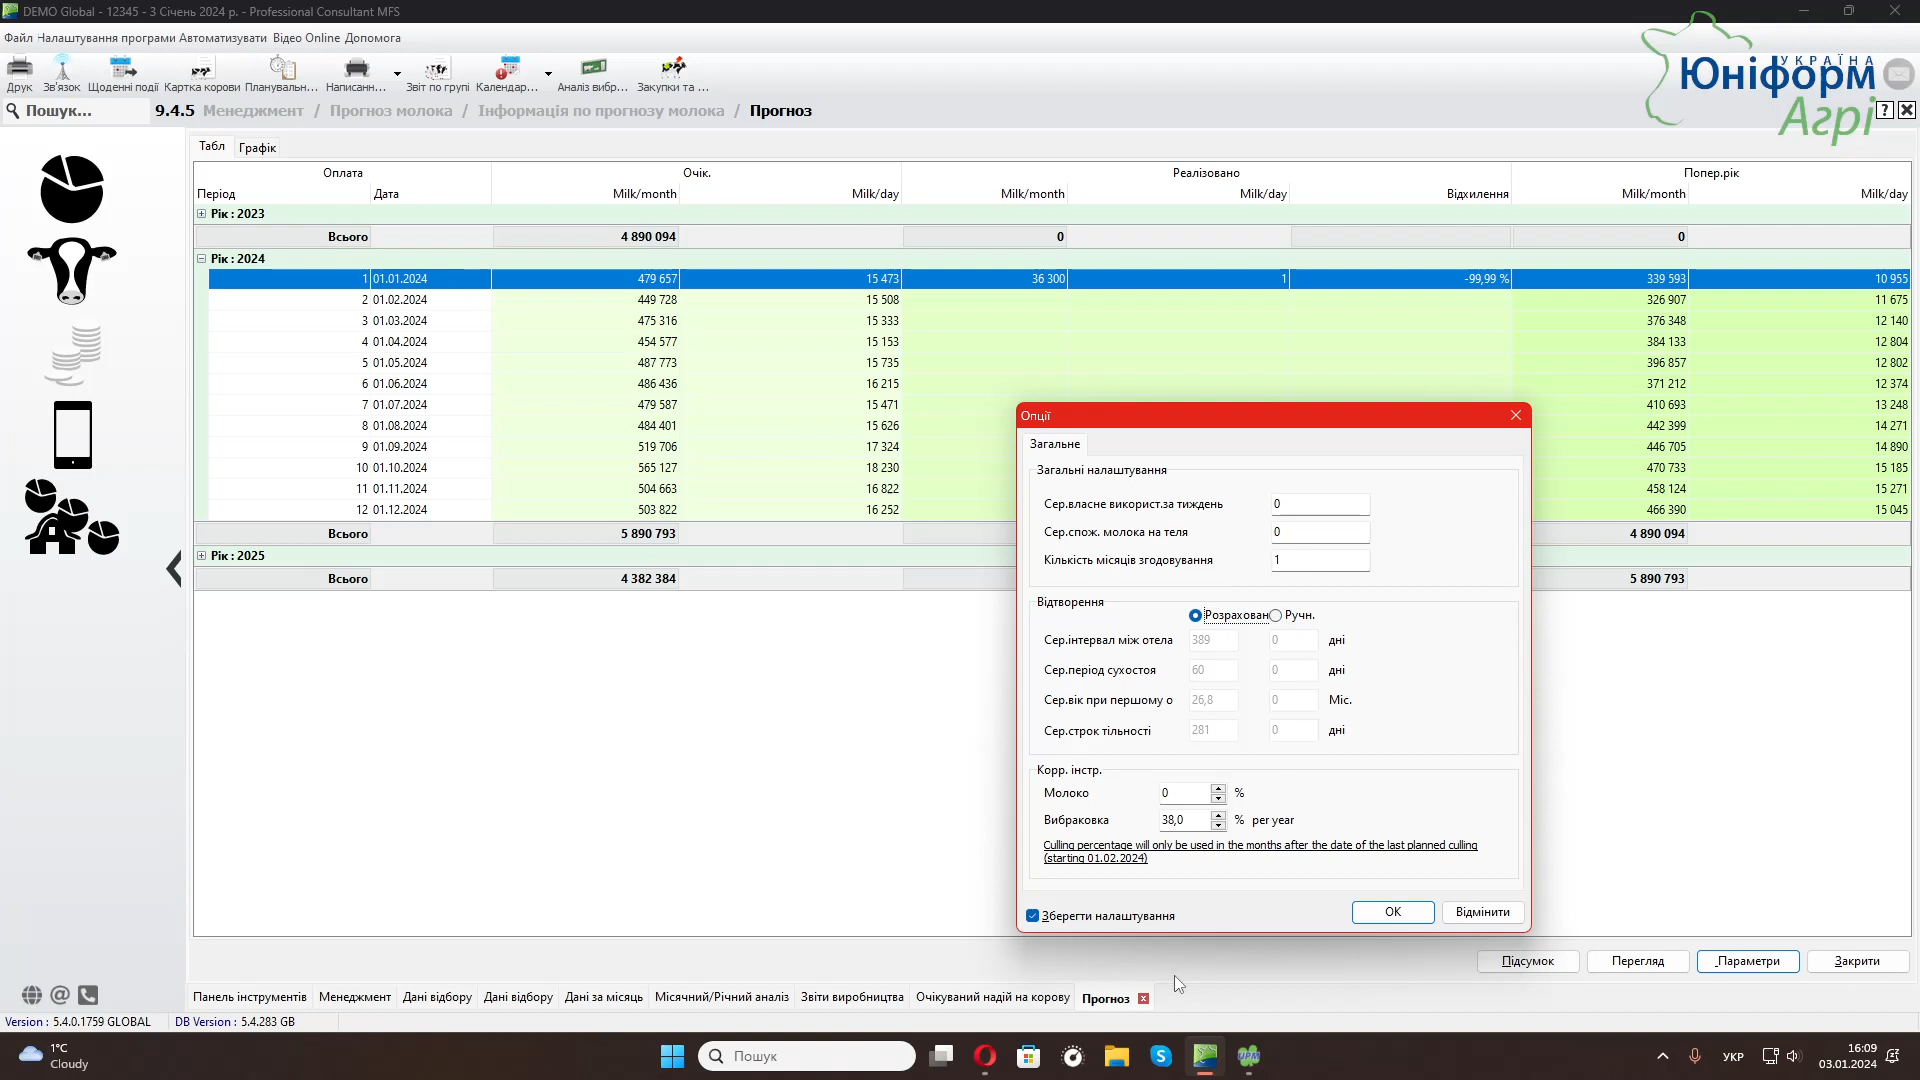 DEMO Global - 12345 - 3 Січень 2024 р. - Professional Consultant MFS
Файл Налаштування програми Автоматизувати Відео Online Допомога
Друк Зв'язок Щоденні події Картка корови Планувальн... Написанн... Звіт по групі Календар... Аналіз вибр... Закупки та ...
УКРАЇНА
Юніформ
Агрі
Пошук... 9.4.5 Менеджмент / Прогноз молока / Інформація по прогнозу молока / Прогноз
Табл Графік
Оплата Очік. Реалізовано Попер.рік
Період Дата Milk/month Milk/day Milk/month Milk/day Відхилення Milk/month Milk/day
Рік : 2023
Всього 4 890 094 0 0
Рік : 2024
1 01.01.2024 479 657 15 473 36 300 1 -99,99 % 339 593 10 955
2 01.02.2024 449 728 15 508 326 907 11 675
3 01.03.2024 475 316 15 333 376 348 12 140
4 01.04.2024 454 577 15 153 384 133 12 804
5 01.05.2024 487 773 15 735 396 857 12 802
6 01.06.2024 486 436 16 215 371 212 12 374
7 01.07.2024 479 587 15 471 410 693 13 248
8 01.08.2024 484 401 15 626 442 399 14 271
9 01.09.2024 519 706 17 324 446 705 14 890
10 01.10.2024 565 127 18 230 470 733 15 185
11 01.11.2024 504 663 16 822 458 124 15 271
12 01.12.2024 503 822 16 252 466 390 15 045
Всього 5 890 793 4 890 094
Рік : 2025
Всього 4 382 384 5 890 793
Опції
Загальне
Загальні налаштування
Сер.власне використ.за тиждень 0
Сер.спож. молока на теля 0
Кількість місяців згодовування 1
Відтворення
Розрахован Ручн.
Сер.інтервал між отела 389 0 дні
Сер.період сухостоя 60 0 дні
Сер.вік при першому о 26,8 0 Міс.
Сер.строк тільності 281 0 дні
Корр. інстр.
Молоко 0 %
Вибраковка 38,0 % per year
Culling percentage will only be used in the months after the date of the last planned culling
(starting 01.02.2024)
Зберегти налаштування OK Відмінити
Підсумок Перегляд Параметри Закрити
Панель інструментів Менеджмент Дані відбору Дані відбору Дані за місяць Місячний/Річний аналіз Звіти виробництва Очікуваний надій на корову Прогноз
Version : 5.4.0.1759 GLOBAL DB Version : 5.4.283 GB
1°C
Cloudy
Пошук
УКР
16:09
03.01.2024